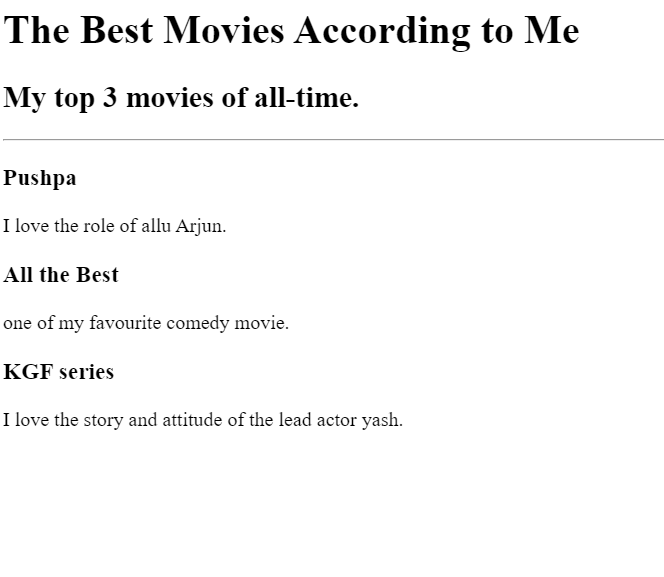 The Best Movies According to Me
My top 3 movies of all-time.
Pushpa
I love the role of allu Arjun.
All the Best
one of my favourite comedy movie.
KGF series
I love the story and attitude of the lead actor yash.